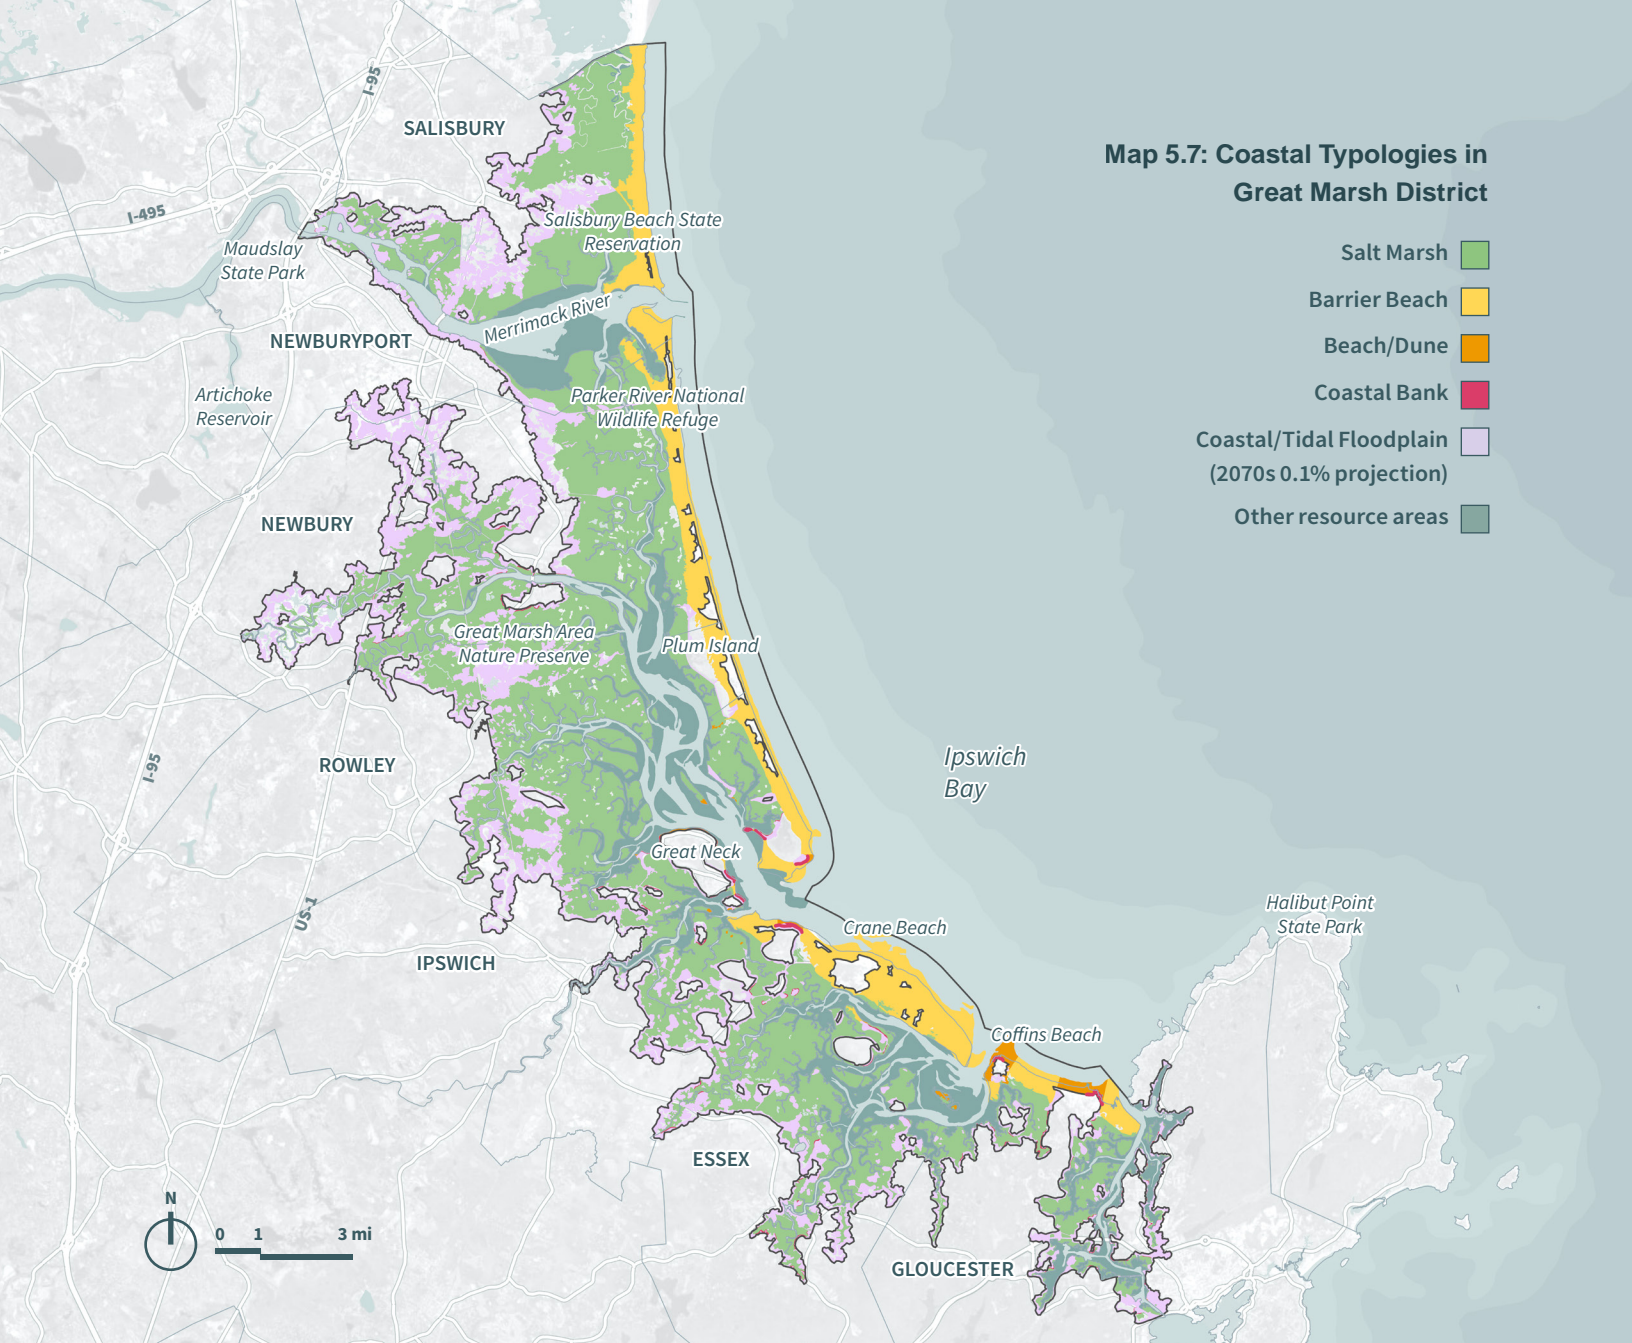 Map 5.7: Coastal Typologies in
Great Marsh District
Salt Marsh
Barrier Beach
Beach/Dune
Coastal Bank
Coastal/Tidal Floodplain
(2070s 0.1% projection)
Other resource areas
I-95
SALISBURY
I-495
Salisbury Beach State
Reservation
Maudslay
State Park
Merrimack River
NEWBURYPORT
Artichoke
Reservoir
Parker River National
Wildlife Refuge
NEWBURY
Great Marsh Area
Nature Preserve
Plum Island
ROWLEY
I-95
Ipswich
Bay
Great Neck
US-1
Crane Beach
Halibut Point
State Park
IPSWICH
Coffins Beach
ESSEX
GLOUCESTER
N
0 1 3 mi